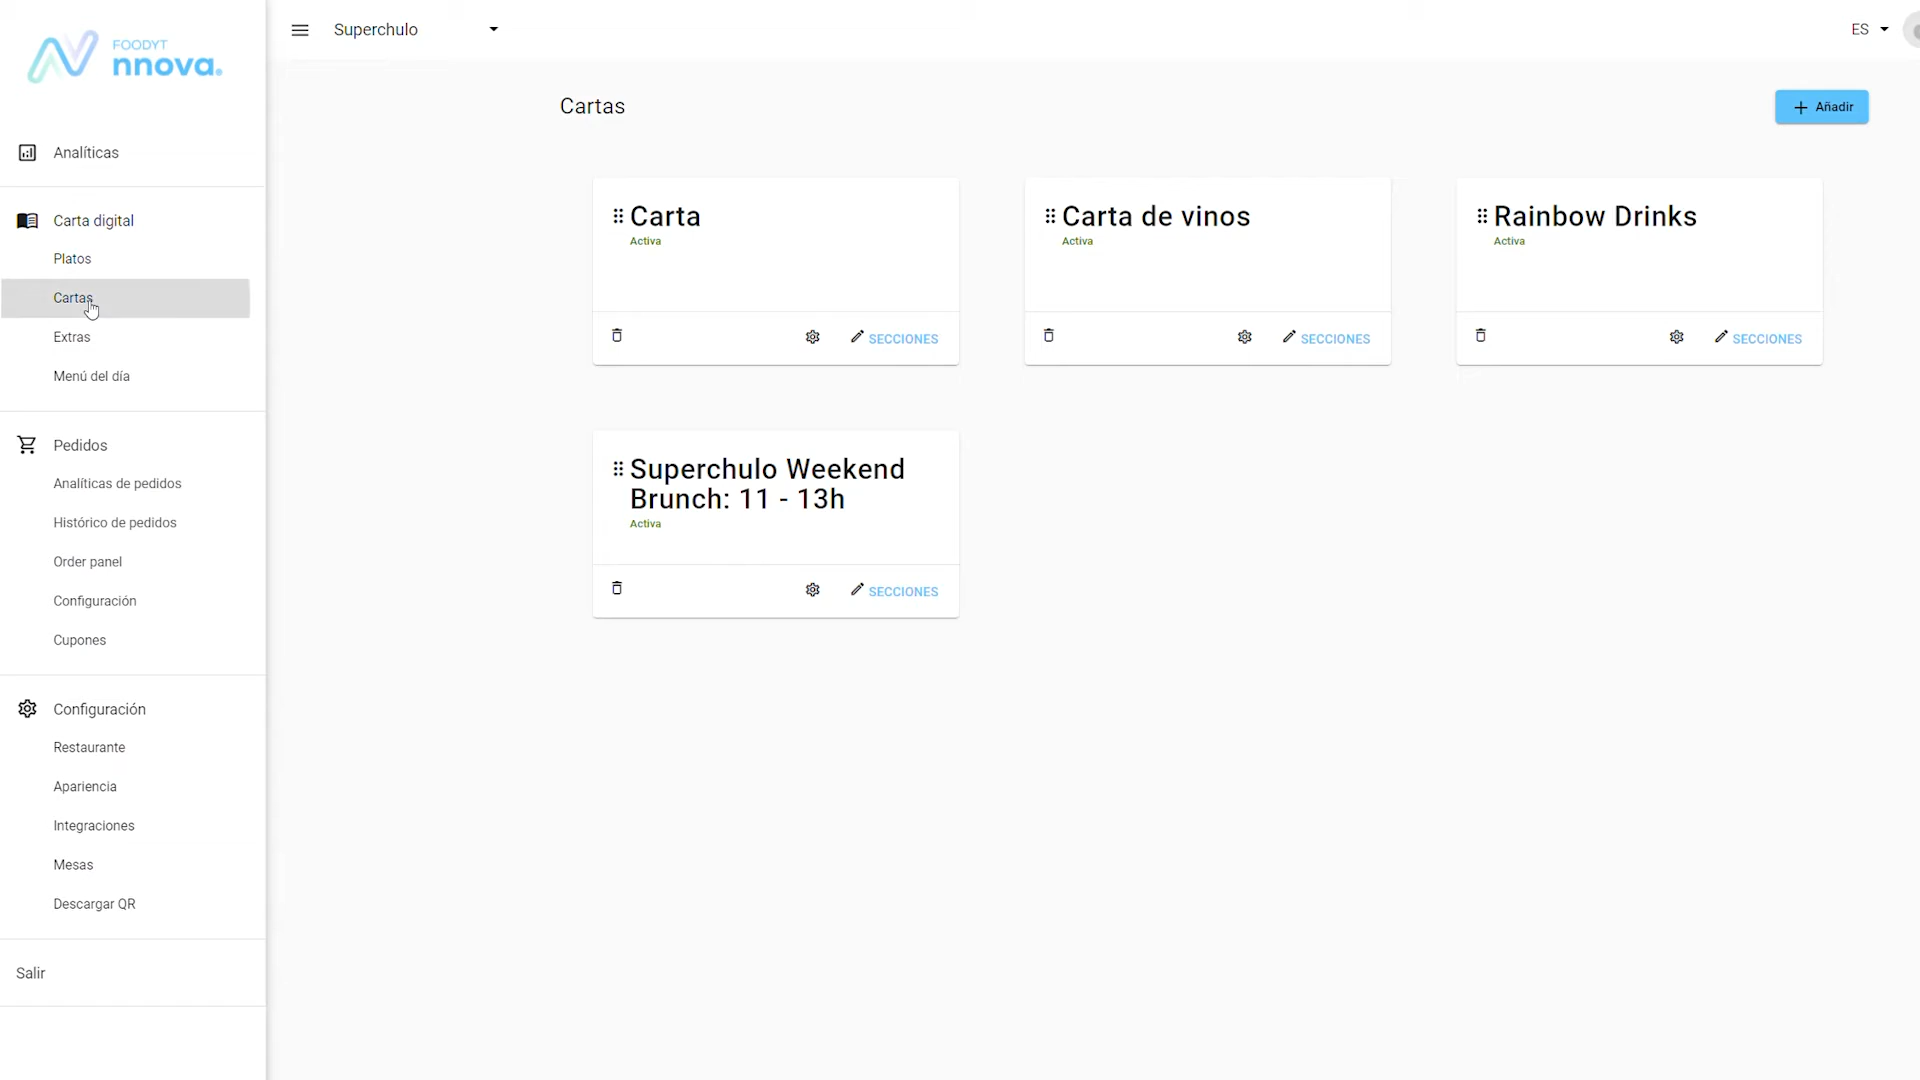 FOODYT
nnova.
Superchulo
ES
Analíticas
Carta digital
Platos
Cartas
Extras
Menú del día
Pedidos
Analíticas de pedidos
Histórico de pedidos
Order panel
Configuración
Cupones
Configuración
Restaurante
Apariencia
Integraciones
Mesas
Descargar QR
Salir
Cartas
Añadir
Carta
Activa
SECCIONES
Carta de vinos
Activa
SECCIONES
Rainbow Drinks
Activa
SECCIONES
Superchulo Weekend
Brunch: 11 - 13h
Activa
SECCIONES